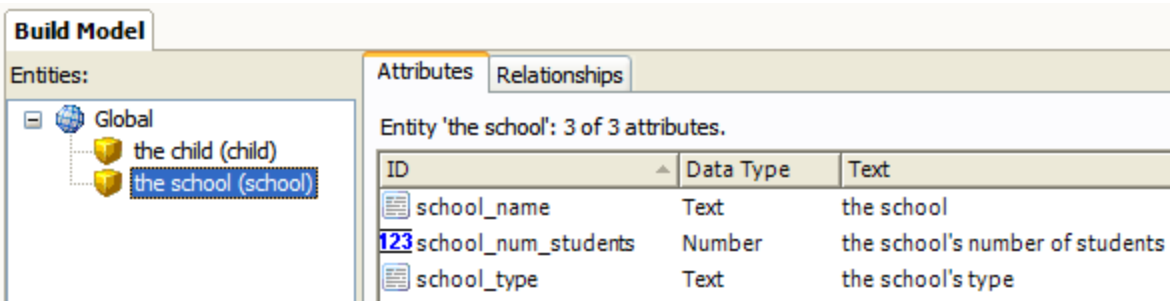 Build Model
Entities:
Global
the child (child)
the school (school)
Attributes Relationships
Entity 'the school': 3 of 3 attributes.
ID Data Type Text
school_name Text the school
123 school_num_students Number the school's number of students
school_type Text the school's type